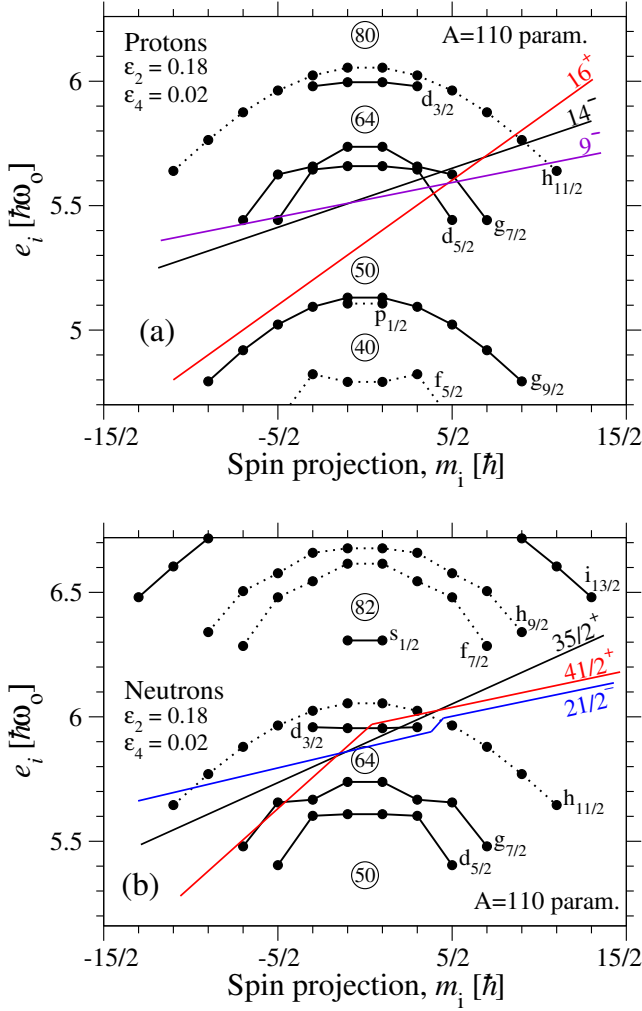 80
Protons
A=110 param.
ε2 = 0.18
ε4 = 0.02
16+
6
d3/2
64
14−
9−
h11/2
5.5
d5/2
g7/2
ei [ħωo]
50
p1/2
(a)
5
40
f5/2
g9/2
-15/2
-5/2
5/2
15/2
Spin projection, mi [ħ]
i13/2
6.5
82
h9/2
s1/2
f7/2
35/2+
Neutrons
41/2+
ε2 = 0.18
21/2−
ε4 = 0.02
6
d3/2
64
h11/2
ei [ħωo]
g7/2
5.5
d5/2
(b)
50
A=110 param.
-15/2
-5/2
5/2
15/2
Spin projection, mi [ħ]